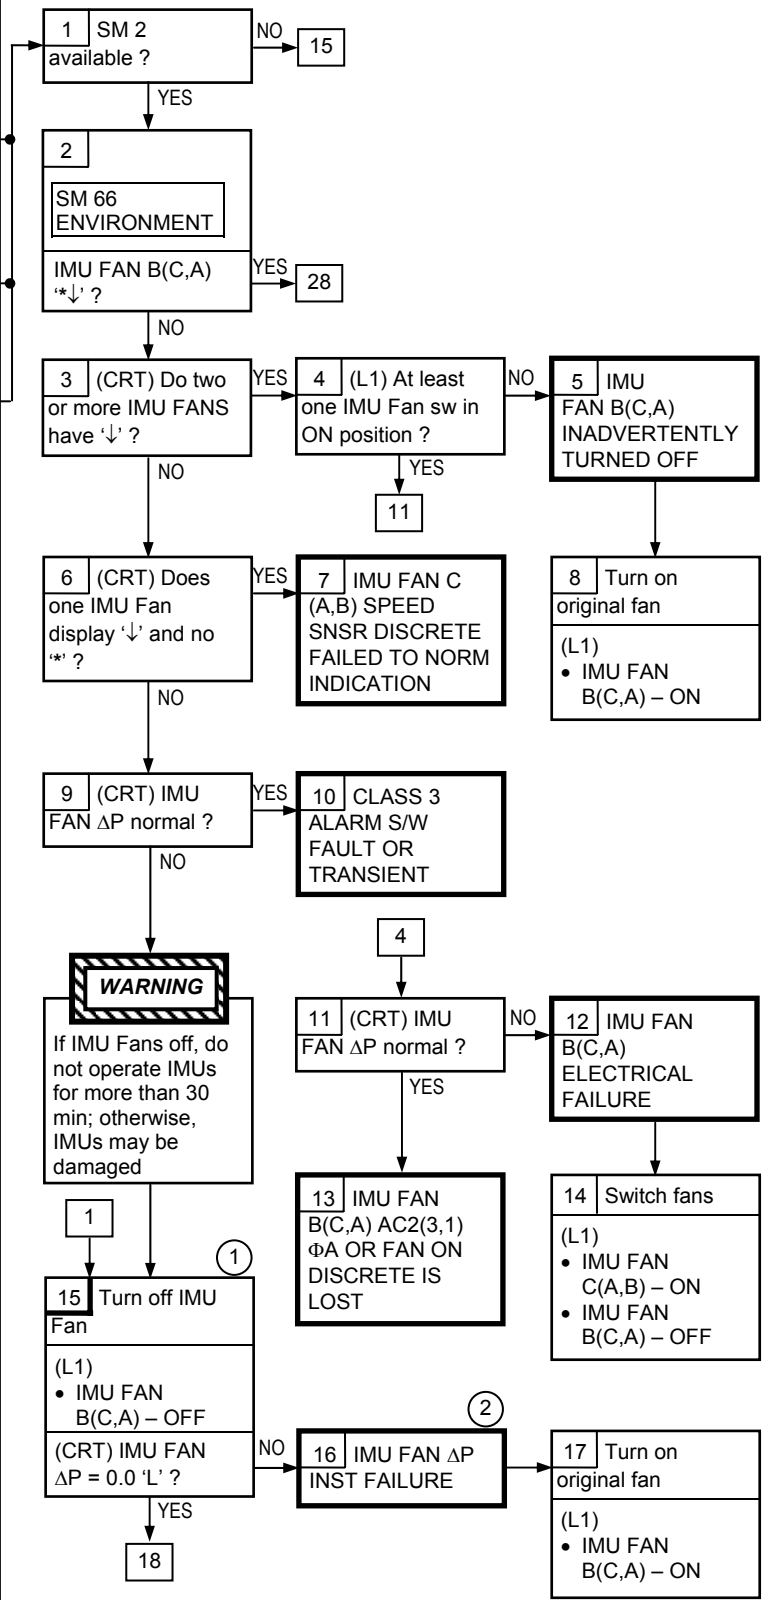 1 SM 2
available ?
NO
15
YES
2
SM 66
ENVIRONMENT
IMU FAN B(C,A)
‘*↓’ ?
YES
28
NO
3 (CRT) Do two
or more IMU FANS
have ‘↓’ ?
YES
4 (L1) At least
one IMU Fan sw in
ON position ?
NO
5 IMU
FAN B(C,A)
INADVERTENTLY
TURNED OFF
NO
YES
11
6 (CRT) Does
one IMU Fan
display ‘↓’ and no
‘*’ ?
YES
7 IMU FAN C
(A,B) SPEED
SNSR DISCRETE
FAILED TO NORM
INDICATION
8 Turn on
original fan
(L1)
• IMU FAN
B(C,A) – ON
NO
9 (CRT) IMU
FAN ΔP normal ?
YES
10 CLASS 3
ALARM S/W
FAULT OR
TRANSIENT
NO
WARNING
If IMU Fans off, do
not operate IMUs
for more than 30
min; otherwise,
IMUs may be
damaged
4
11 (CRT) IMU
FAN ΔP normal ?
NO
12 IMU FAN
B(C,A)
ELECTRICAL
FAILURE
YES
13 IMU FAN
B(C,A) AC2(3,1)
ΦA OR FAN ON
DISCRETE IS
LOST
14 Switch fans
(L1)
• IMU FAN
C(A,B) – ON
• IMU FAN
B(C,A) – OFF
1
1
15 Turn off IMU
Fan
(L1)
• IMU FAN
B(C,A) – OFF
(CRT) IMU FAN
ΔP = 0.0 ‘L’ ?
NO
2
16 IMU FAN ΔP
INST FAILURE
17 Turn on
original fan
(L1)
• IMU FAN
B(C,A) – ON
YES
18